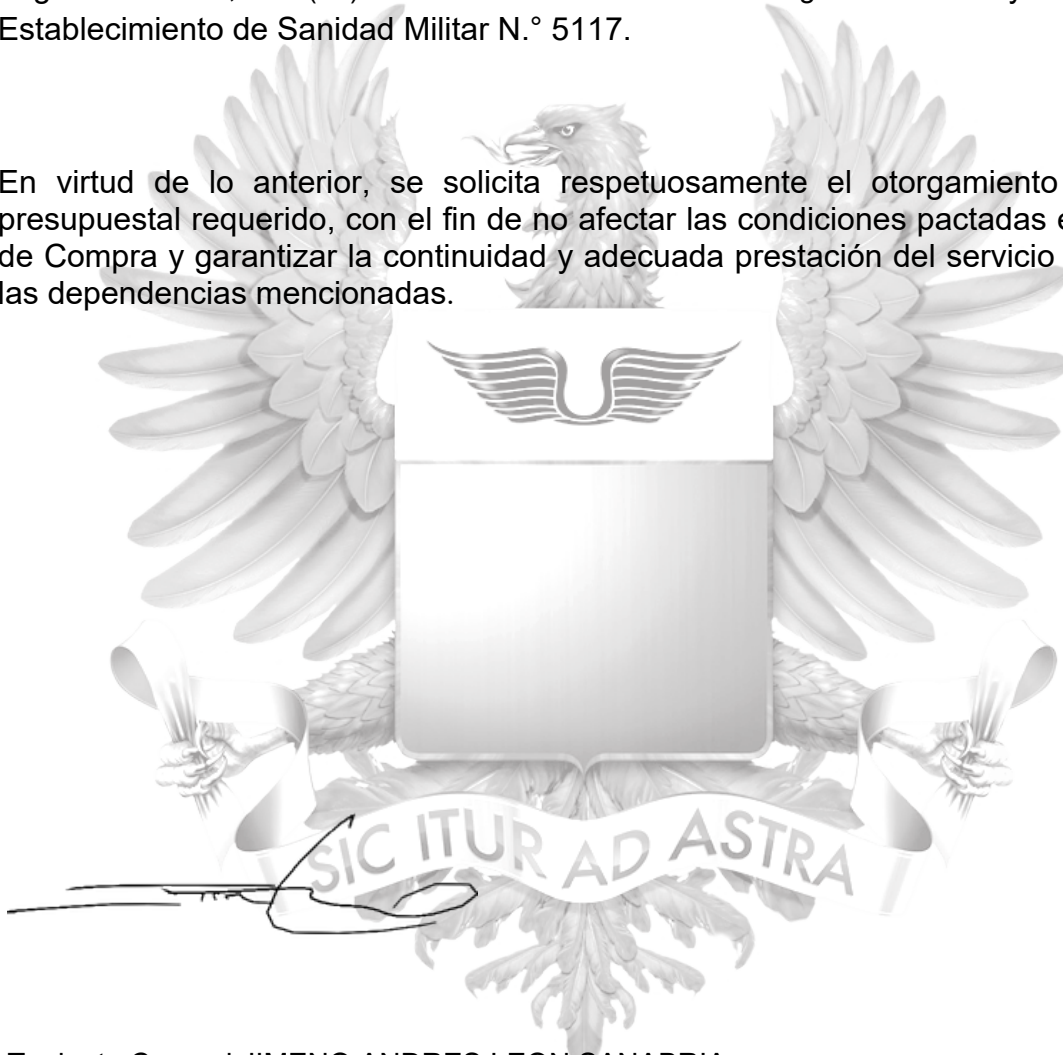 Establecimiento de Sanidad Militar N.° 5117.
En virtud de lo anterior, se solicita respetuosamente el otorgamiento
presupuestal requerido, con el fin de no afectar las condiciones pactadas e
de Compra y garantizar la continuidad y adecuada prestación del servicio
las dependencias mencionadas.
SIC ITUR AD ASTRA